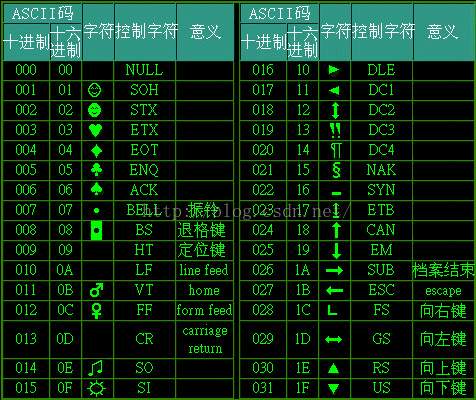 ASCII码 字符 控制字符 意义 ASCII码 字符 控制字符 意义
十进制 十六进制 十进制 十六进制
000 00 NULL 016 10 ► DLE
001 01 ☺ SOH 017 11 ◄ DC1
002 02 ☻ STX 018 12 ↕ DC2
003 03 ♥ ETX 019 13 ‼ DC3
004 04 ♦ EOT 020 14 ¶ DC4
005 05 ♣ ENQ 021 15 § NAK
006 06 ♠ ACK 022 16 ▬ SYN
007 07 • BELL 振铃 023 17 ↨ ETB
http://blog.csdn.net/
008 08 ◘ BS 退格键 024 18 ↑ CAN
009 09 HT 定位键 025 19 ↓ EM
010 0A LF line feed 026 1A → SUB 档案结束
011 0B ♂ VT home 027 1B ← ESC escape
012 0C ♀ FF form feed 028 1C ∟ FS 向右键
013 0D CR carriage return 029 1D ↔ GS 向左键
014 0E ♫ SO 030 1E ▲ RS 向上键
015 0F ☼ SI 031 1F ▼ US 向下键